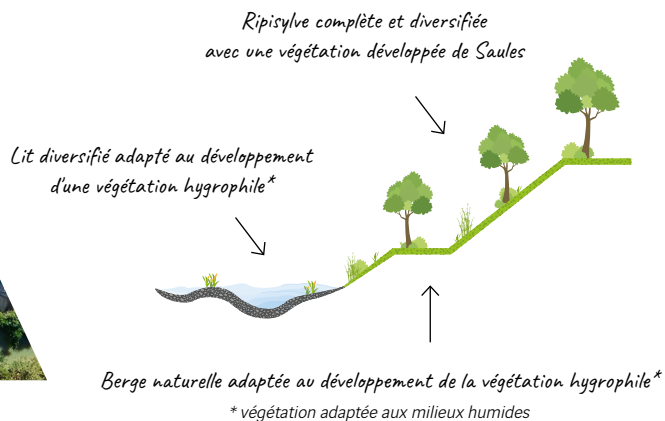 Ripisylve complète et diversifiée
avec une végétation développée de Saules
Lit diversifié adapté au développement
d'une végétation hygrophile*
Berge naturelle adaptée au développement de la végétation hygrophile*
* végétation adaptée aux milieux humides